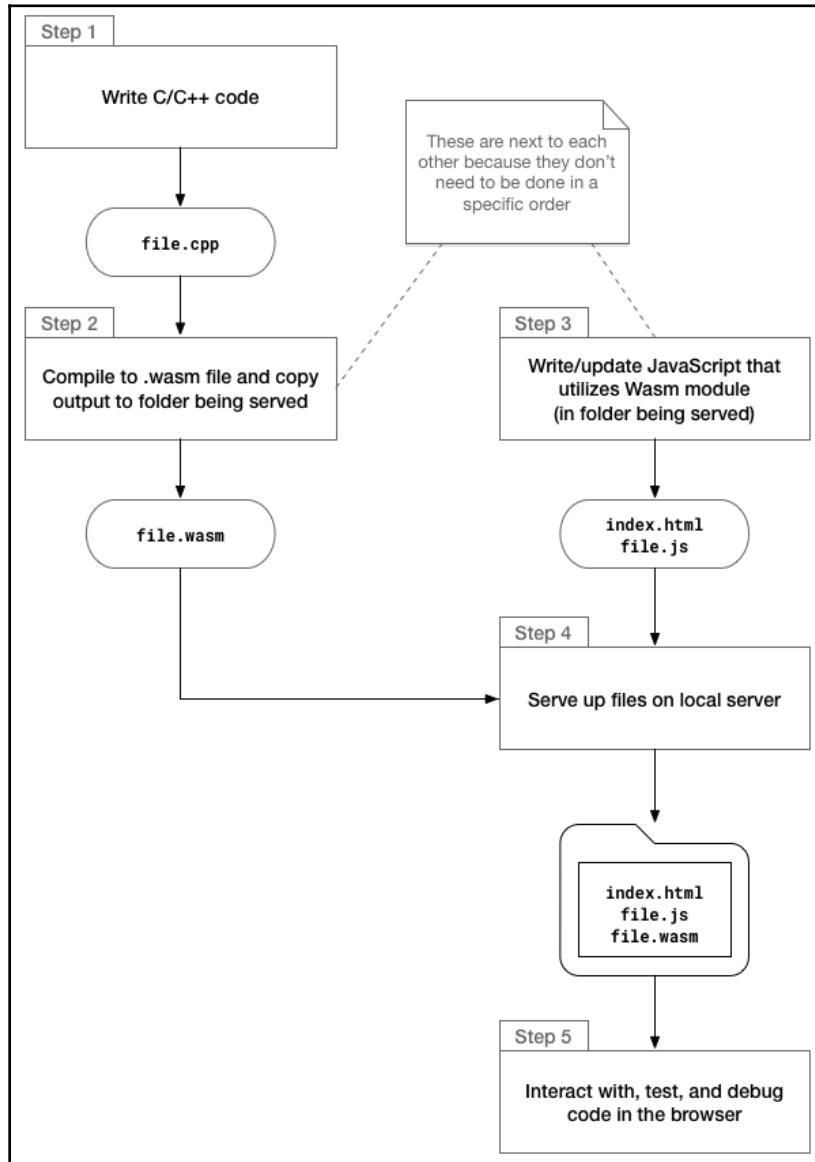 Step 1
Write C/C++ code
These are next to each
other because they don't
need to be done in a
specific order
file.cpp
Step 2
Compile to .wasm file and copy
output to folder being served
Step 3
Write/update JavaScript that
utilizes Wasm module
(in folder being served)
file.wasm
index.html
file.js
Step 4
Serve up files on local server
index.html
file.js
file.wasm
Step 5
Interact with, test, and debug
code in the browser